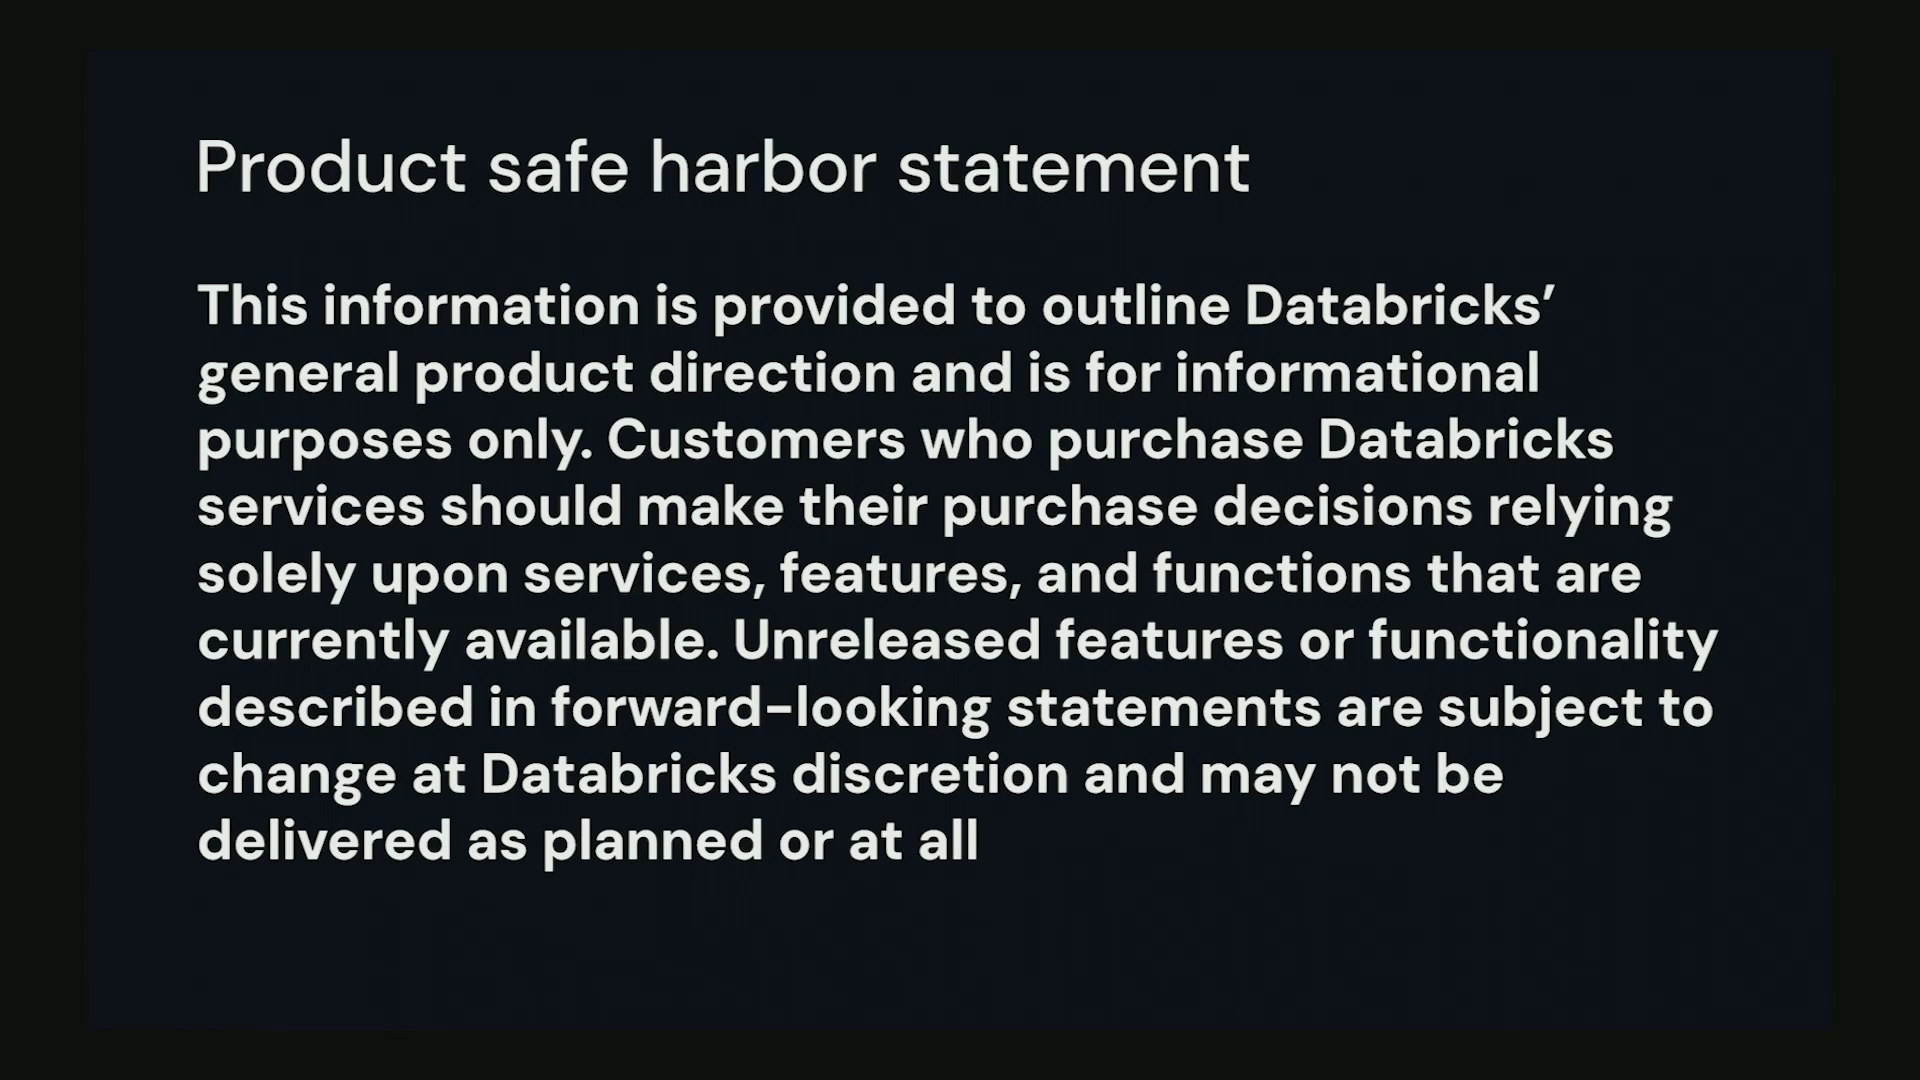 Product safe harbor statement
This information is provided to outline Databricks’
general product direction and is for informational
purposes only. Customers who purchase Databricks
services should make their purchase decisions relying
solely upon services, features, and functions that are
currently available. Unreleased features or functionality
described in forward-looking statements are subject to
change at Databricks discretion and may not be
delivered as planned or at all